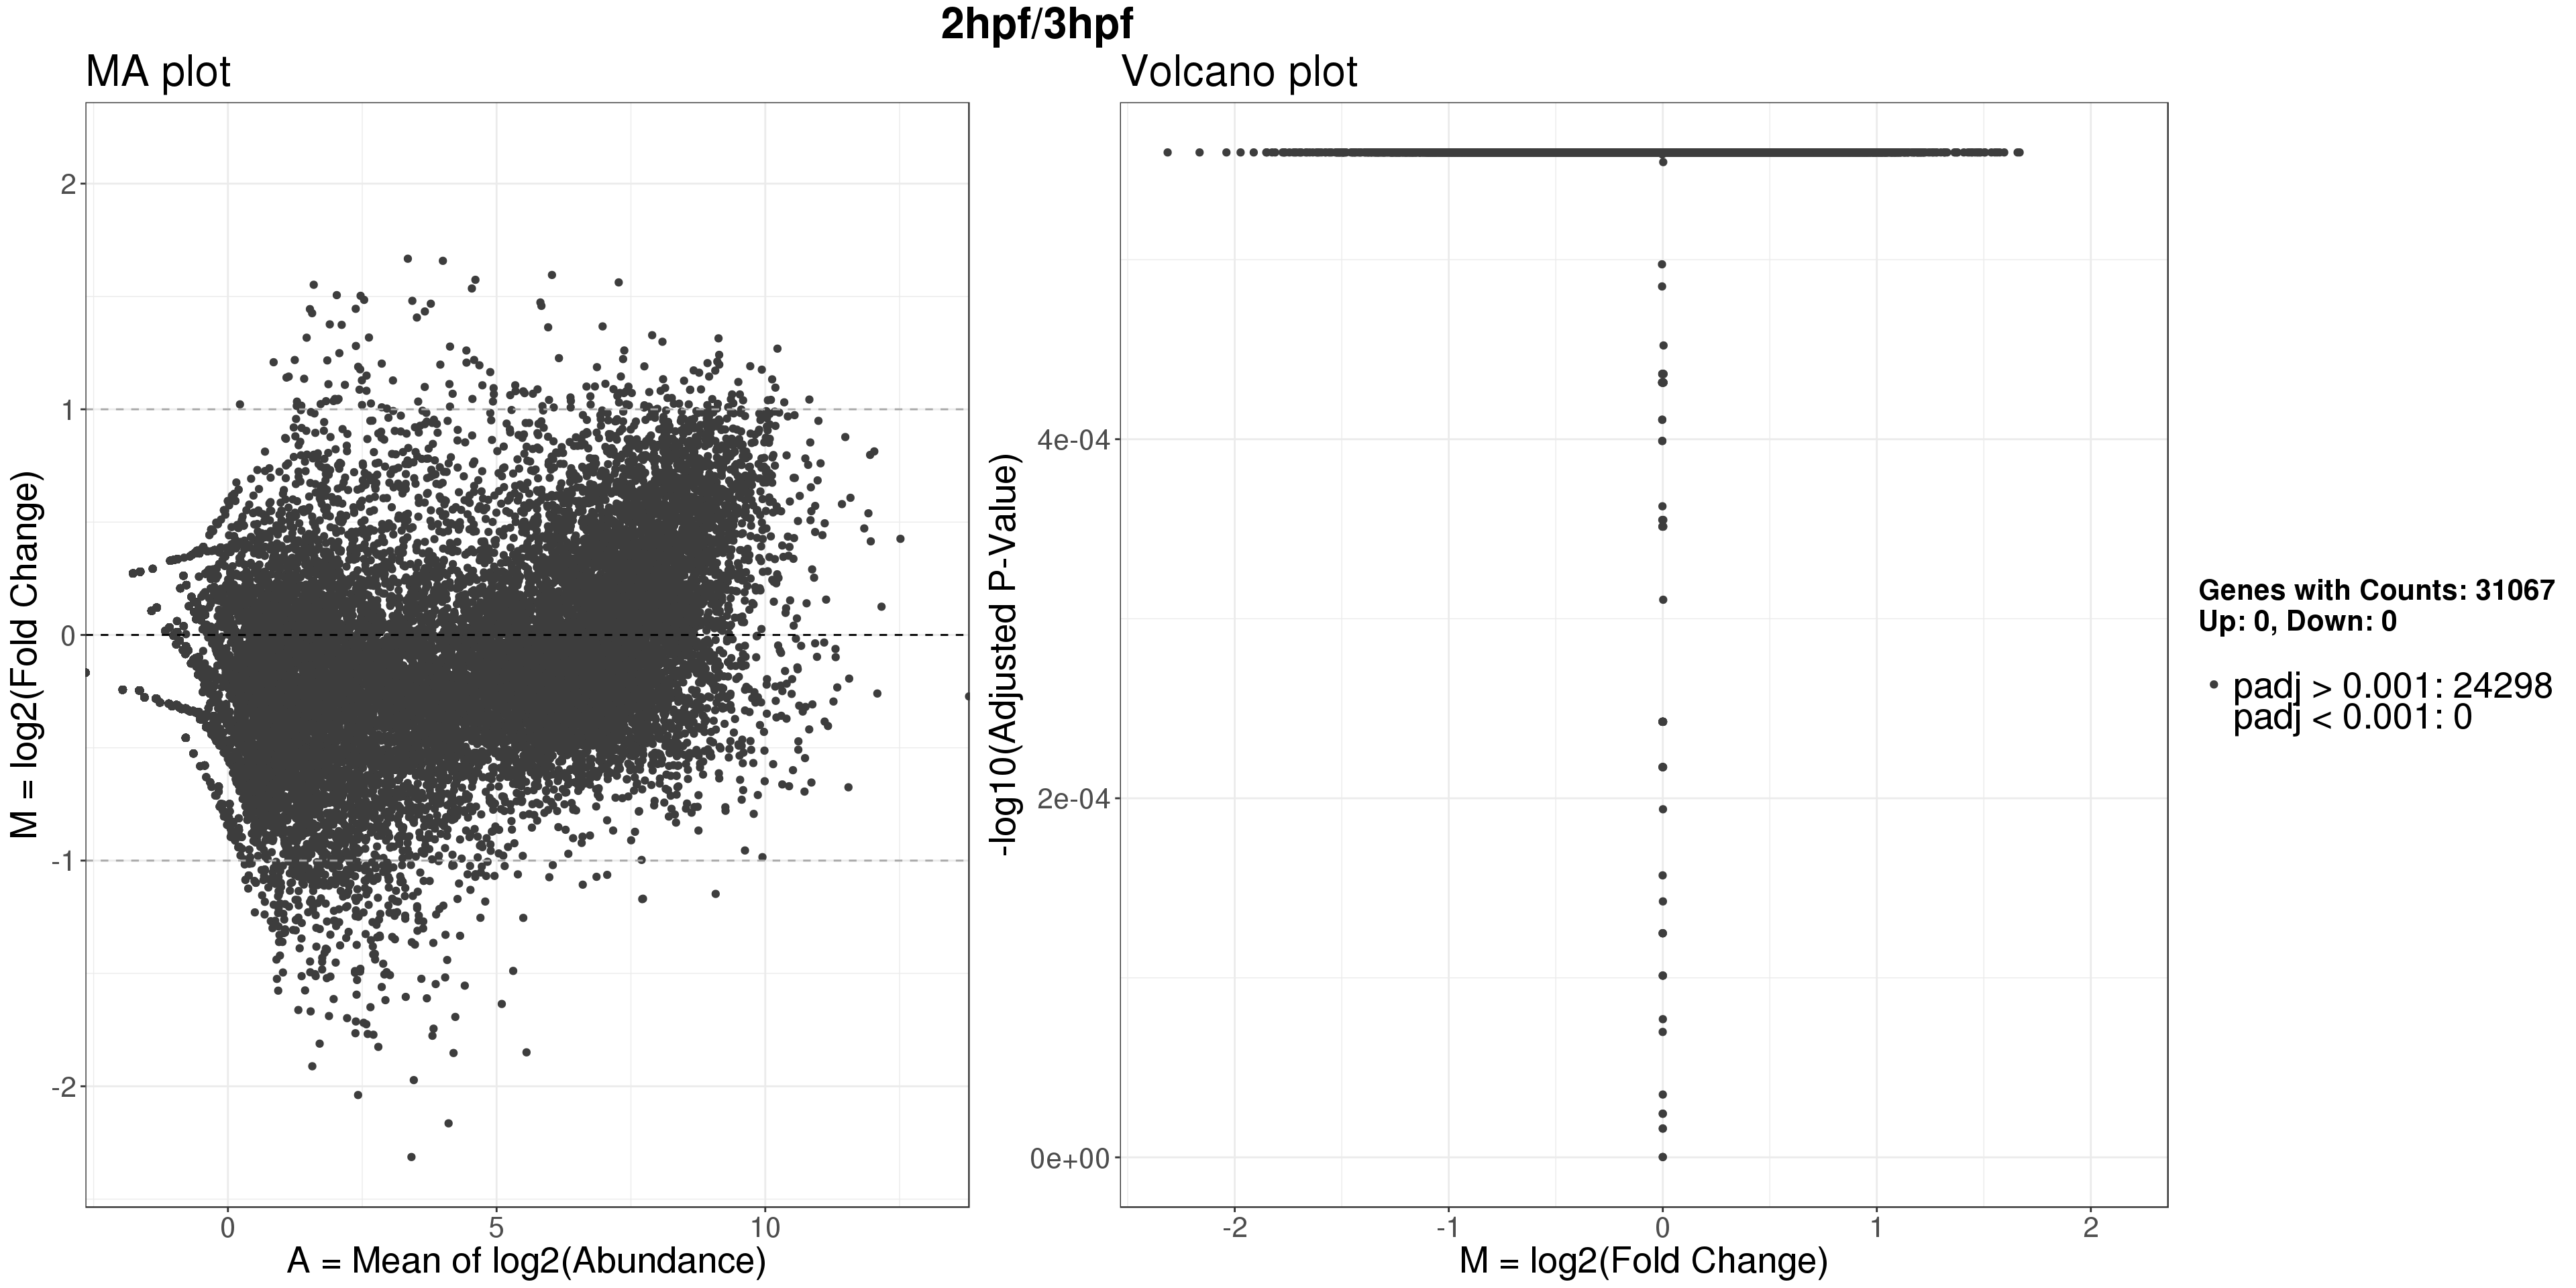 2hpf/3hpf
MA plot
M = log2(Fold Change)
2
1
0
-1
-2
0 5 10
A = Mean of log2(Abundance)
Volcano plot
-log10(Adjusted P-Value)
4e-04
2e-04
0e+00
-2 -1 0 1 2
M = log2(Fold Change)
Genes with Counts: 31067
Up: 0, Down: 0
padj > 0.001: 24298
padj < 0.001: 0